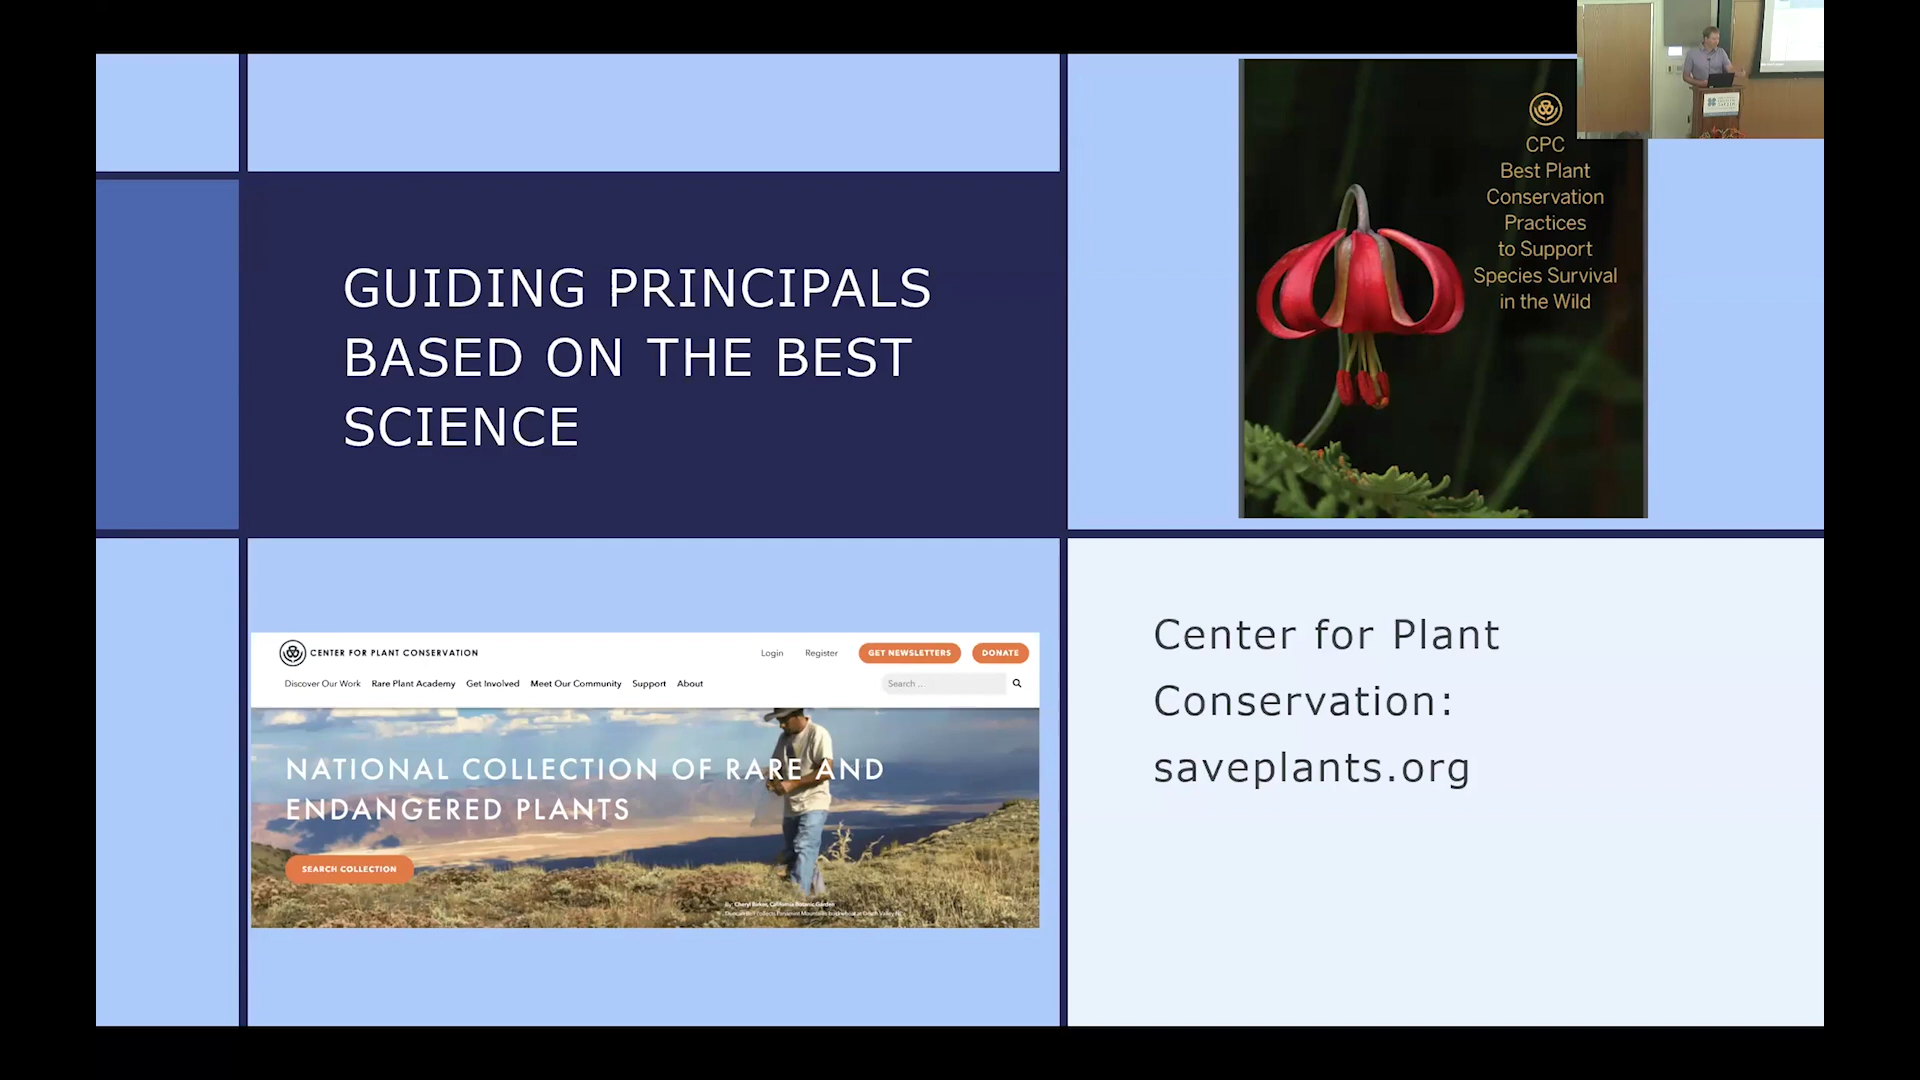 GUIDING PRINCIPALS
BASED ON THE BEST
SCIENCE
CPC
Best Plant
Conservation
Practices
to Support
Species Survival
in the Wild
CENTER FOR PLANT CONSERVATION
Login
Register
GET NEWSLETTERS
DONATE
Discover Our Work
Rare Plant Academy
Get Involved
Meet Our Community
Support
About
Search ...
NATIONAL COLLECTION OF RARE AND
ENDANGERED PLANTS
SEARCH COLLECTION
California Botanic Garden
Center for Plant
Conservation:
saveplants.org